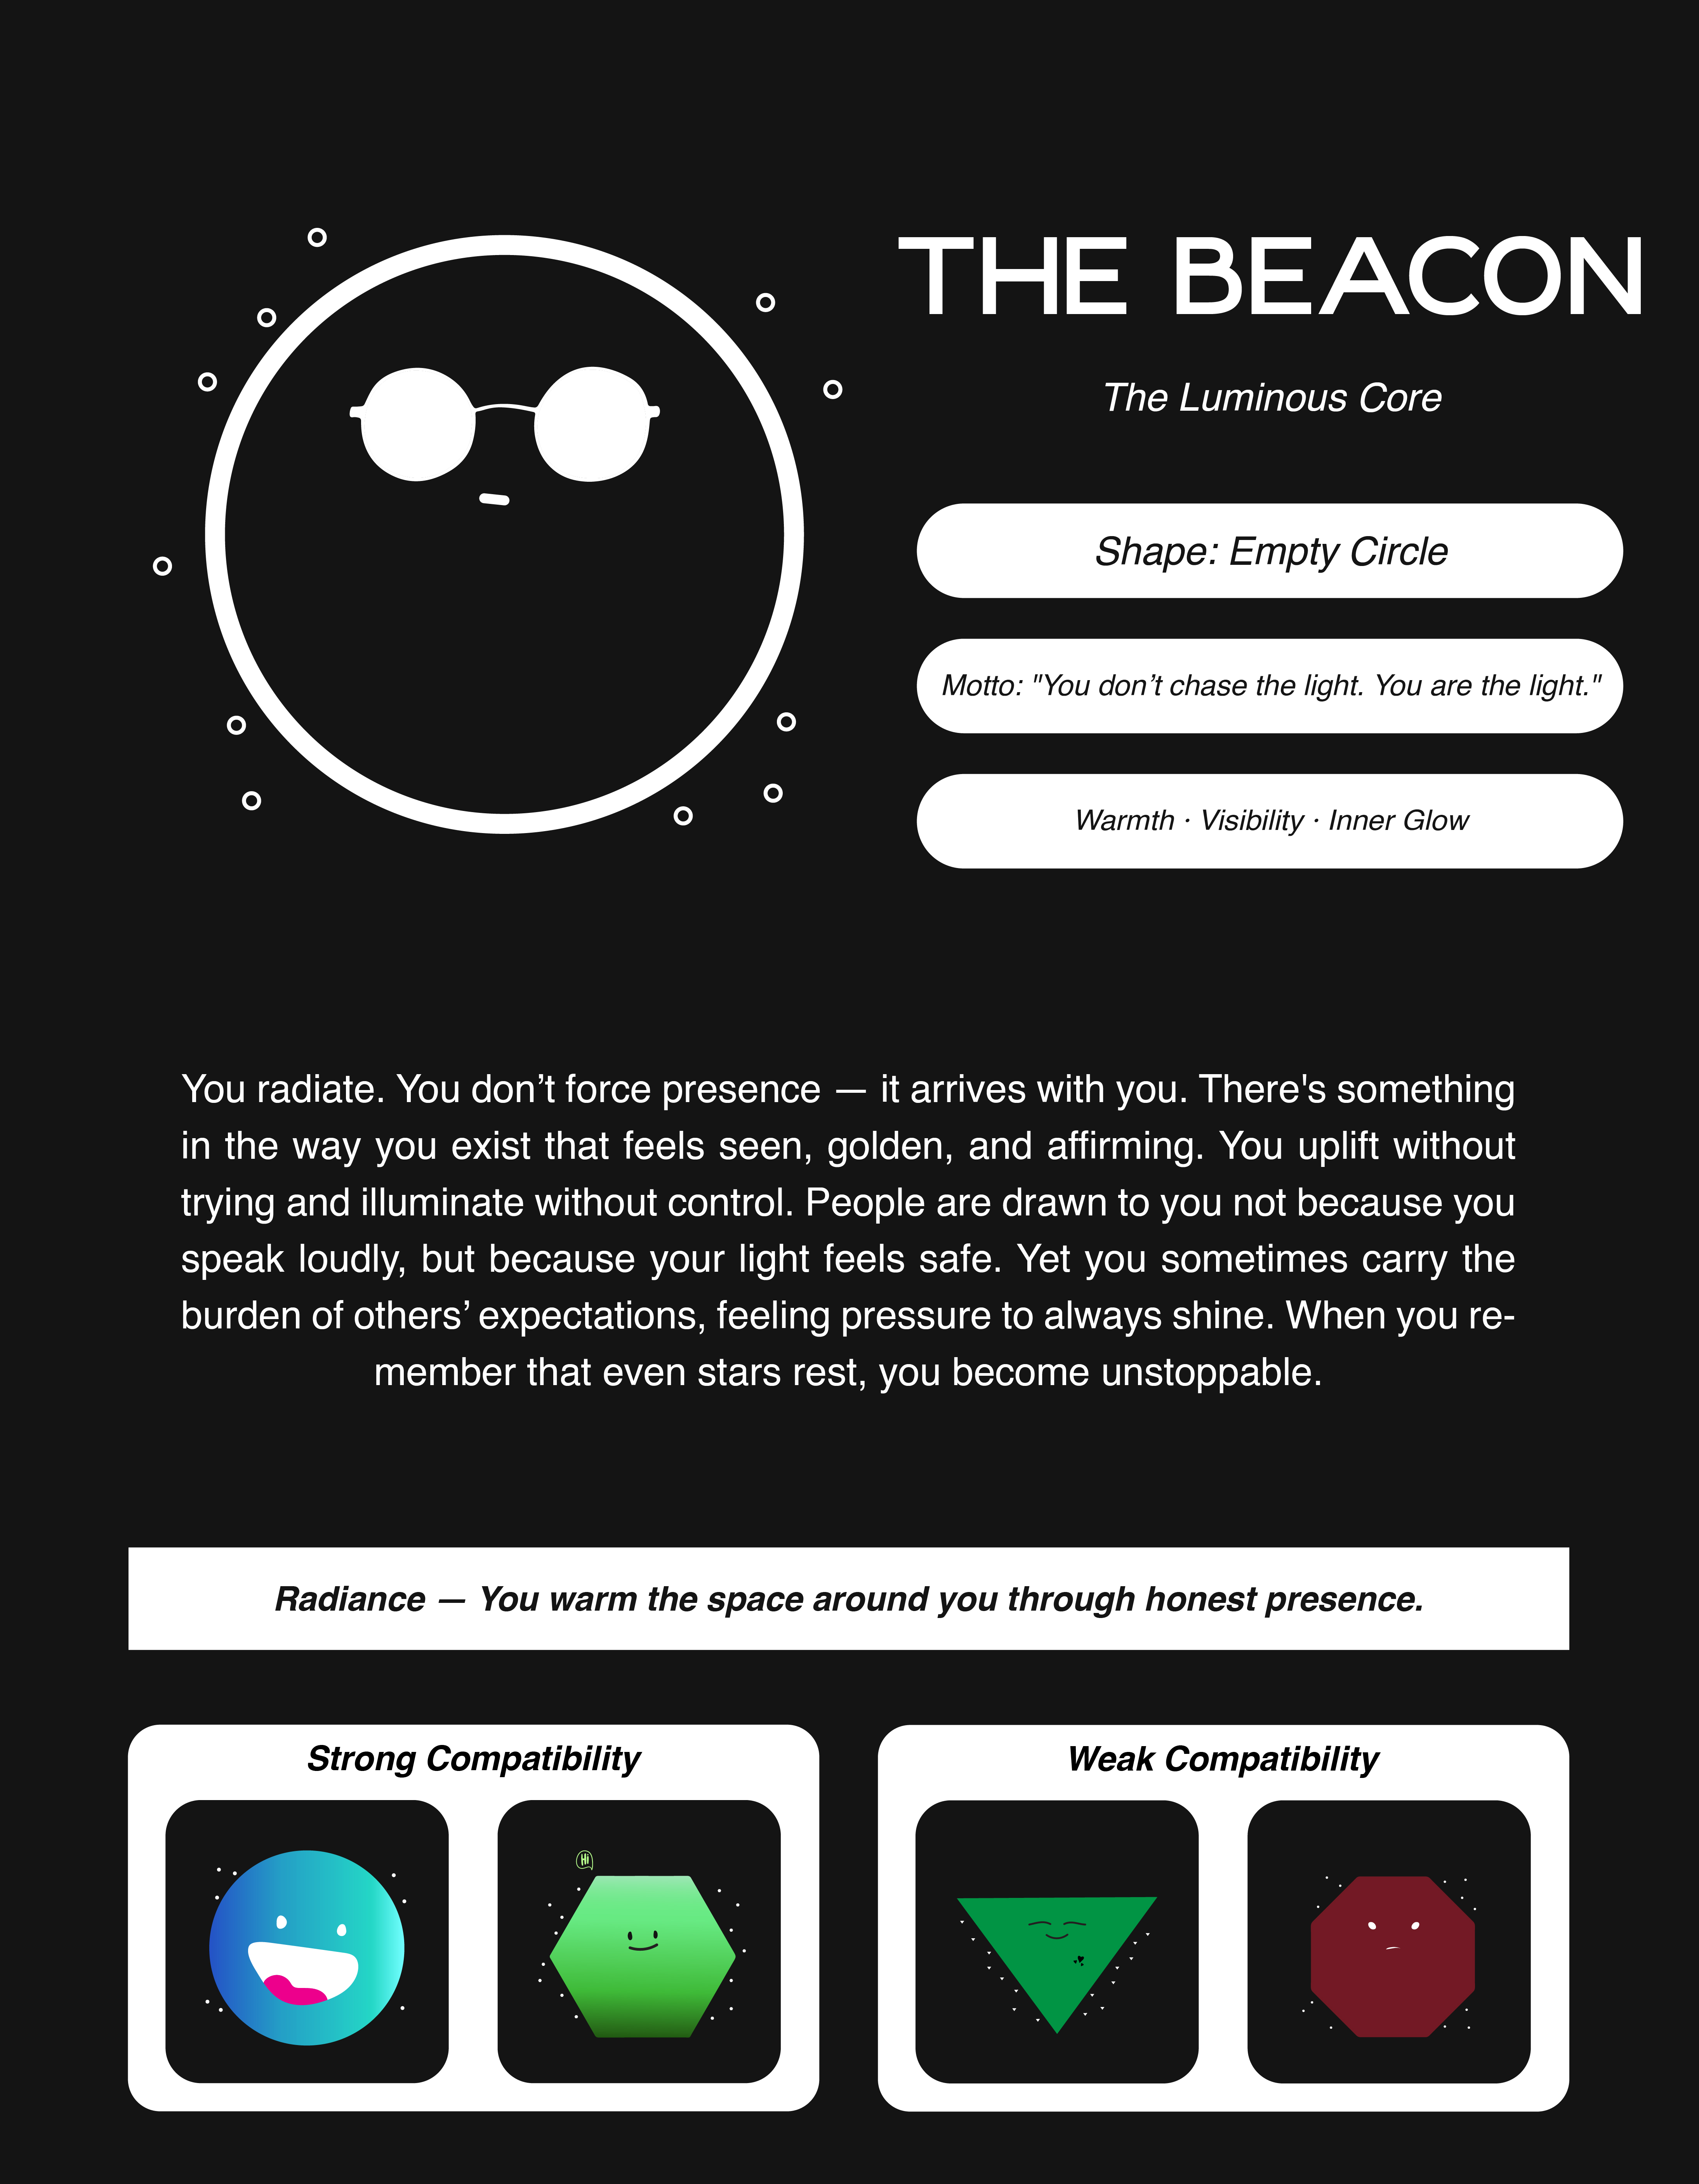 THE BEACON
The Luminous Core
Shape: Empty Circle
Motto: "You don’t chase the light. You are the light."
Warmth · Visibility · Inner Glow
You radiate. You don’t force presence — it arrives with you. There's something
in the way you exist that feels seen, golden, and affirming. You uplift without
trying and illuminate without control. People are drawn to you not because you
speak loudly, but because your light feels safe. Yet you sometimes carry the
burden of others’ expectations, feeling pressure to always shine. When you re-
member that even stars rest, you become unstoppable.
Radiance — You warm the space around you through honest presence.
Strong Compatibility
Hi
Weak Compatibility